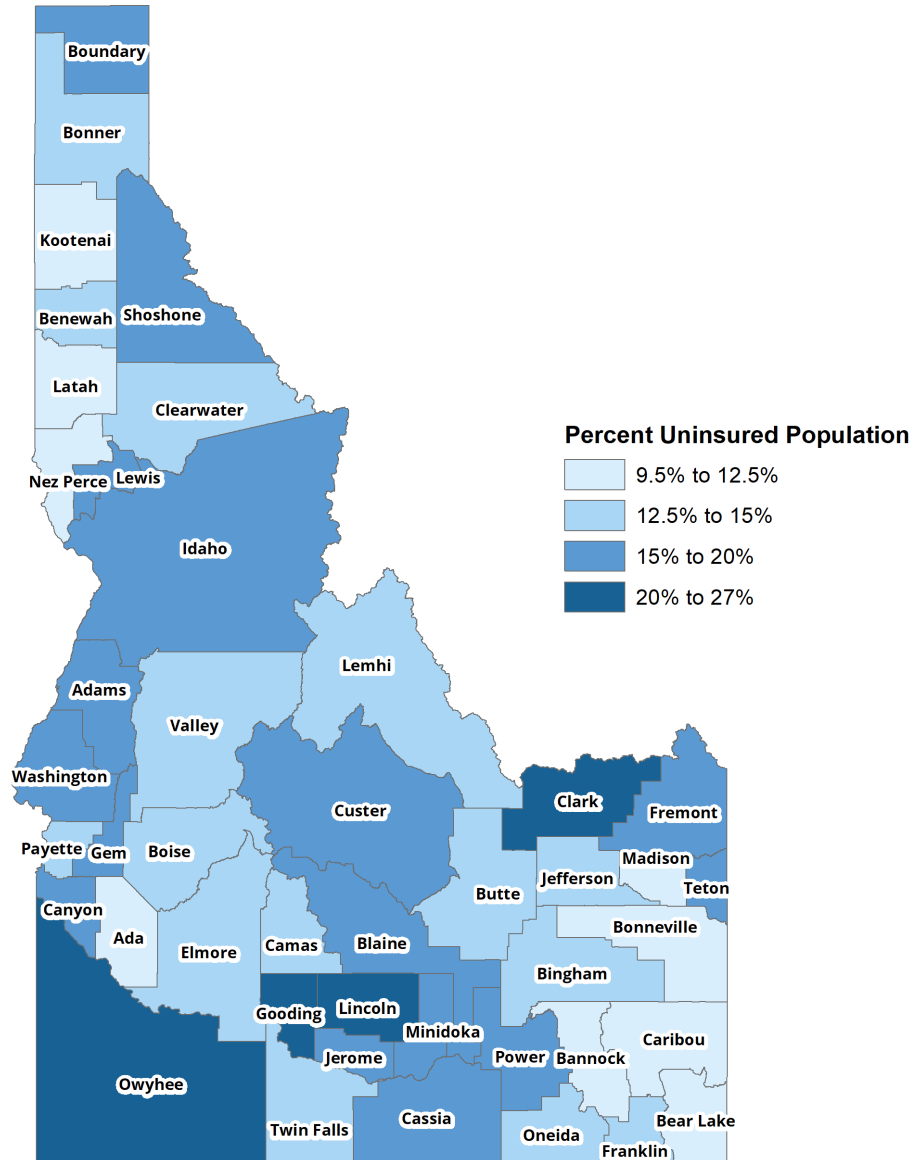 Boundary
Bonner
Kootenai
Benewah
Shoshone
Latah
Clearwater
Percent Uninsured Population
9.5% to 12.5%
Nez Perce
Lewis
12.5% to 15%
Idaho
15% to 20%
20% to 27%
Lemhi
Adams
Valley
Washington
Custer
Clark
Fremont
Payette
Gem
Boise
Madison
Jefferson
Teton
Butte
Canyon
Ada
Bonneville
Elmore
Camas
Blaine
Bingham
Gooding
Lincoln
Minidoka
Caribou
Jerome
Power
Bannock
Owyhee
Cassia
Bear Lake
Twin Falls
Oneida
Franklin